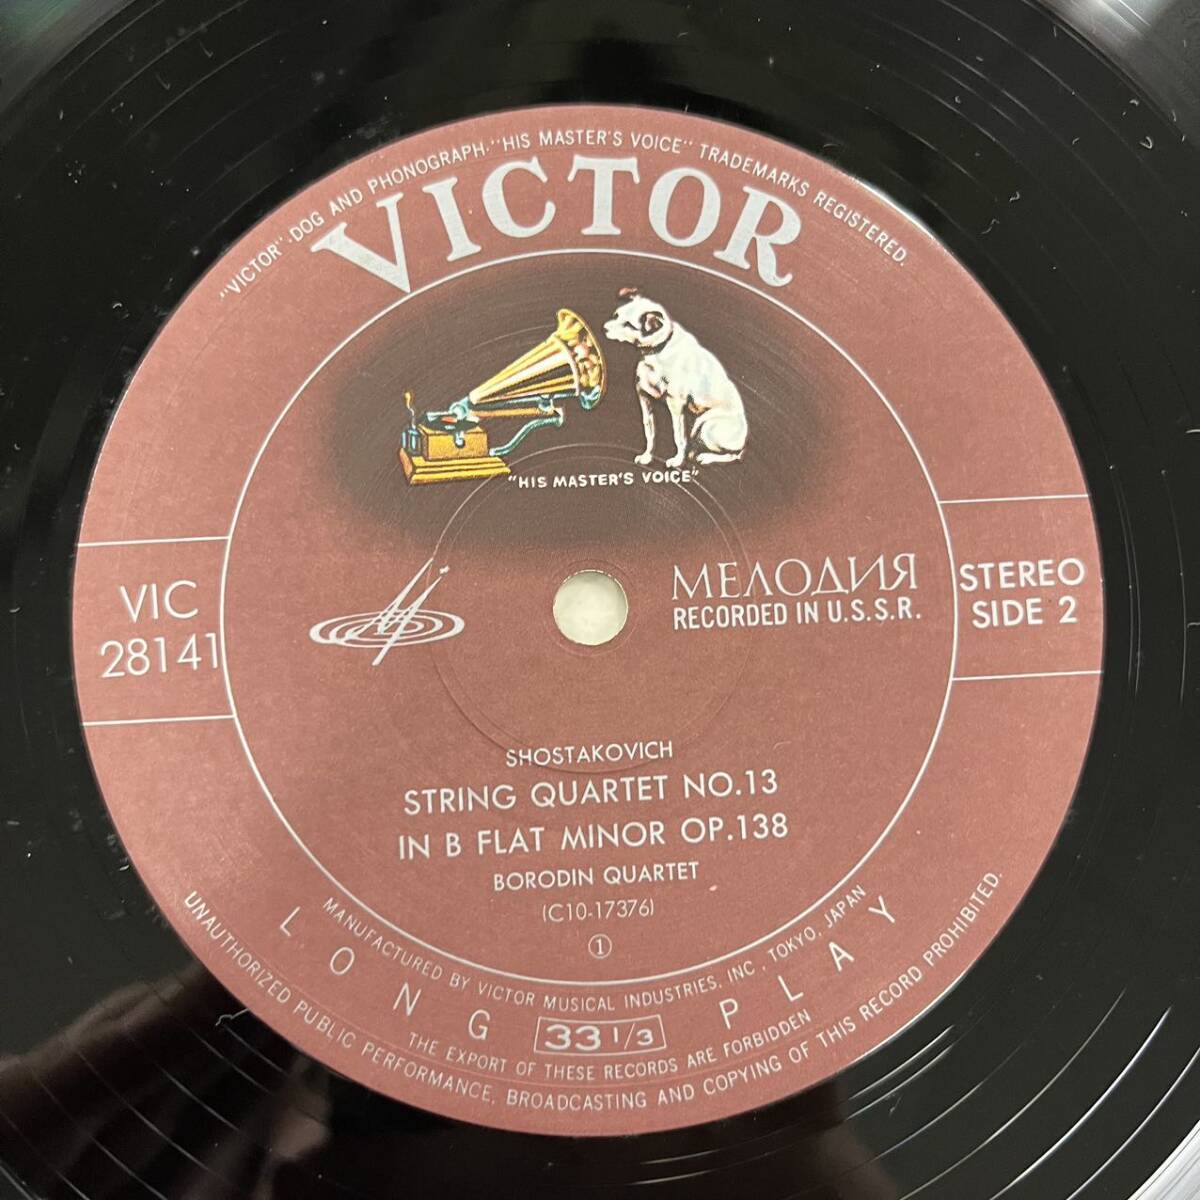 "VICTOR"·DOG AND PHONOGRAPH·"HIS MASTER'S VOICE" TRADEMARKS REGISTERED.
VICTOR
"HIS MASTER'S VOICE"
VIC
28141
МЕЛОДИЯ
RECORDED IN U.S.S.R.
STEREO
SIDE 2
SHOSTAKOVICH
STRING QUARTET NO.13
IN B FLAT MINOR OP.138
BORODIN QUARTET
(C10-17376)
①
MANUFACTURED BY VICTOR MUSICAL INDUSTRIES, INC., TOKYO, JAPAN
LONG 33 1/3 PLAY
THE EXPORT OF THESE RECORDS ARE FORBIDDEN
UNAUTHORIZED PUBLIC PERFORMANCE, BROADCASTING AND COPYING OF THIS RECORD PROHIBITED.